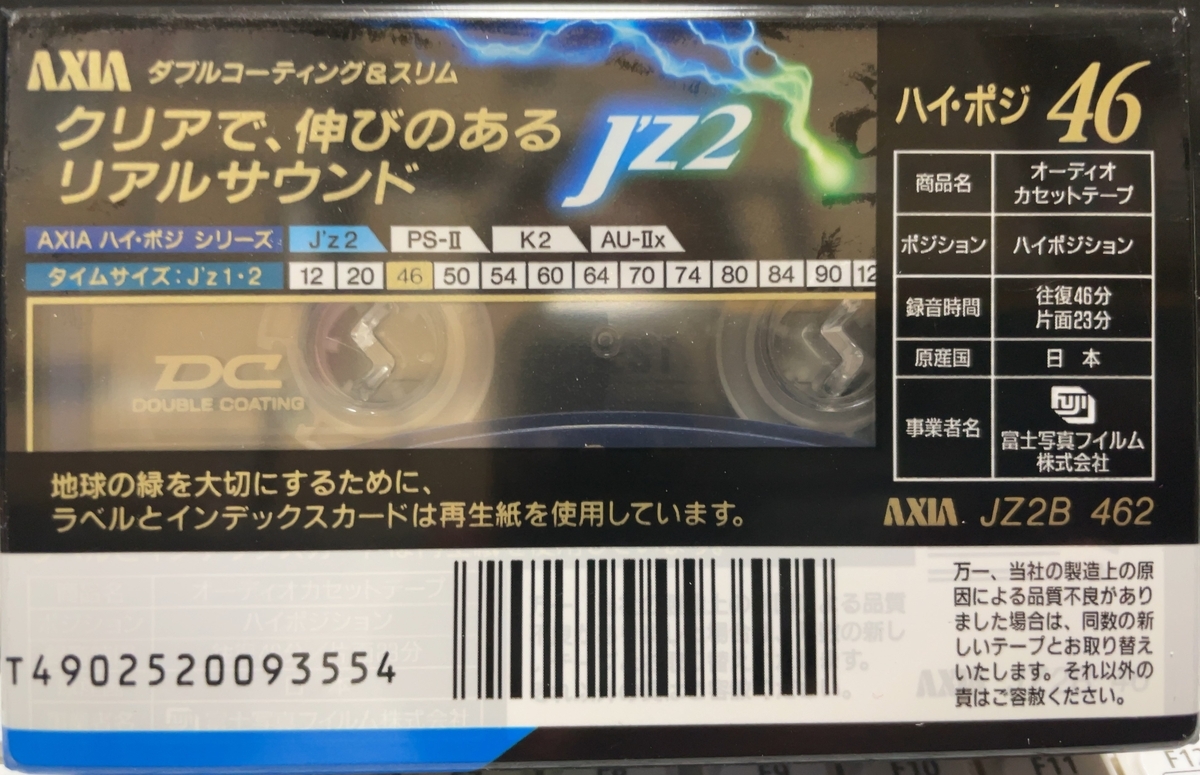 AXIA ダブルコーティング&スリム
クリアで、伸びのある
リアルサウンド
J'z2
AXIA ハイ・ポジ シリーズ J'z2 PS-II K2 AU-IIx
タイムサイズ:J'z1・2 12 20 46 50 54 60 64 70 74 80 84 90 12
DC
DOUBLE COATING
地球の緑を大切にするために、
ラベルとインデックスカードは再生紙を使用しています。
ハイ・ポジ 46
商品名 オーディオ
カセットテープ
ポジション ハイポジション
録音時間 往復46分
片面23分
原産国 日本
事業者名 FUJI
富士写真フイルム
株式会社
AXIA JZ2B 462
T4902520093554
万一、当社の製造上の原
因による品質不良があり
ました場合は、同数の新
しいテープとお取り替え
いたします。それ以外の
責はご容赦ください。
F8 F9 F10 F11